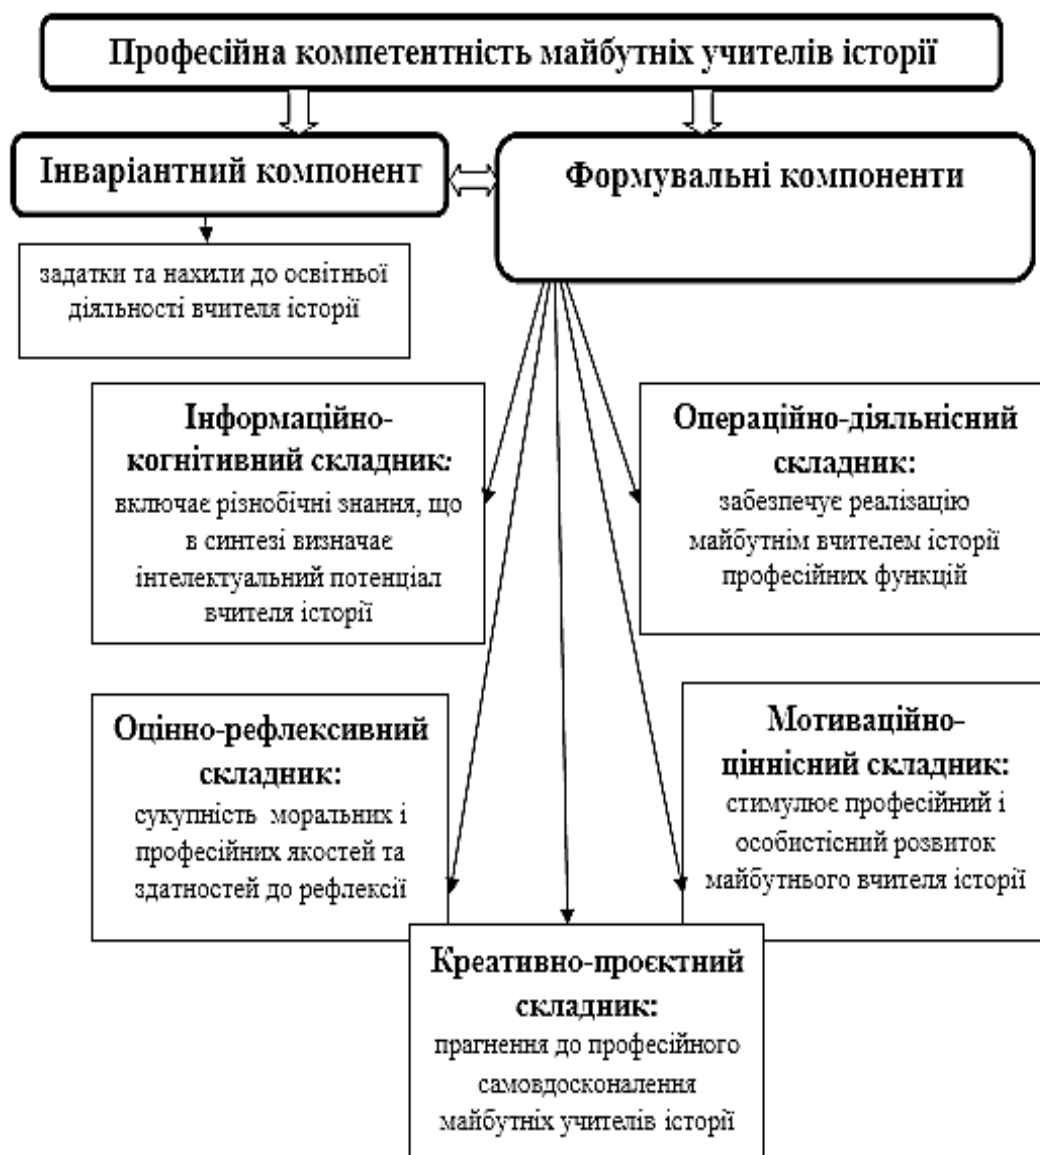 Професійна компетентність майбутніх учителів історії
Інваріантний компонент
Формувальні компоненти
задатки та нахили до освітньої
діяльності вчителя історії
Інформаційно-
когнітивний складник:
включає різнобічні знання, що
в синтезі визначає
інтелектуальний потенціал
вчителя історії
Операційно-діяльнісний
складник:
забезпечує реалізацію
майбутнім вчителем історії
професійних функцій
Оцінно-рефлексивний
складник:
сукупність моральних і
професійних якостей та
здатностей до рефлексії
Мотиваційно-
ціннісний складник:
стимулює професійний і
особистісний розвиток
майбутнього вчителя історії
Креативно-проєктний
складник:
прагнення до професійного
самовдосконалення
майбутніх учителів історії